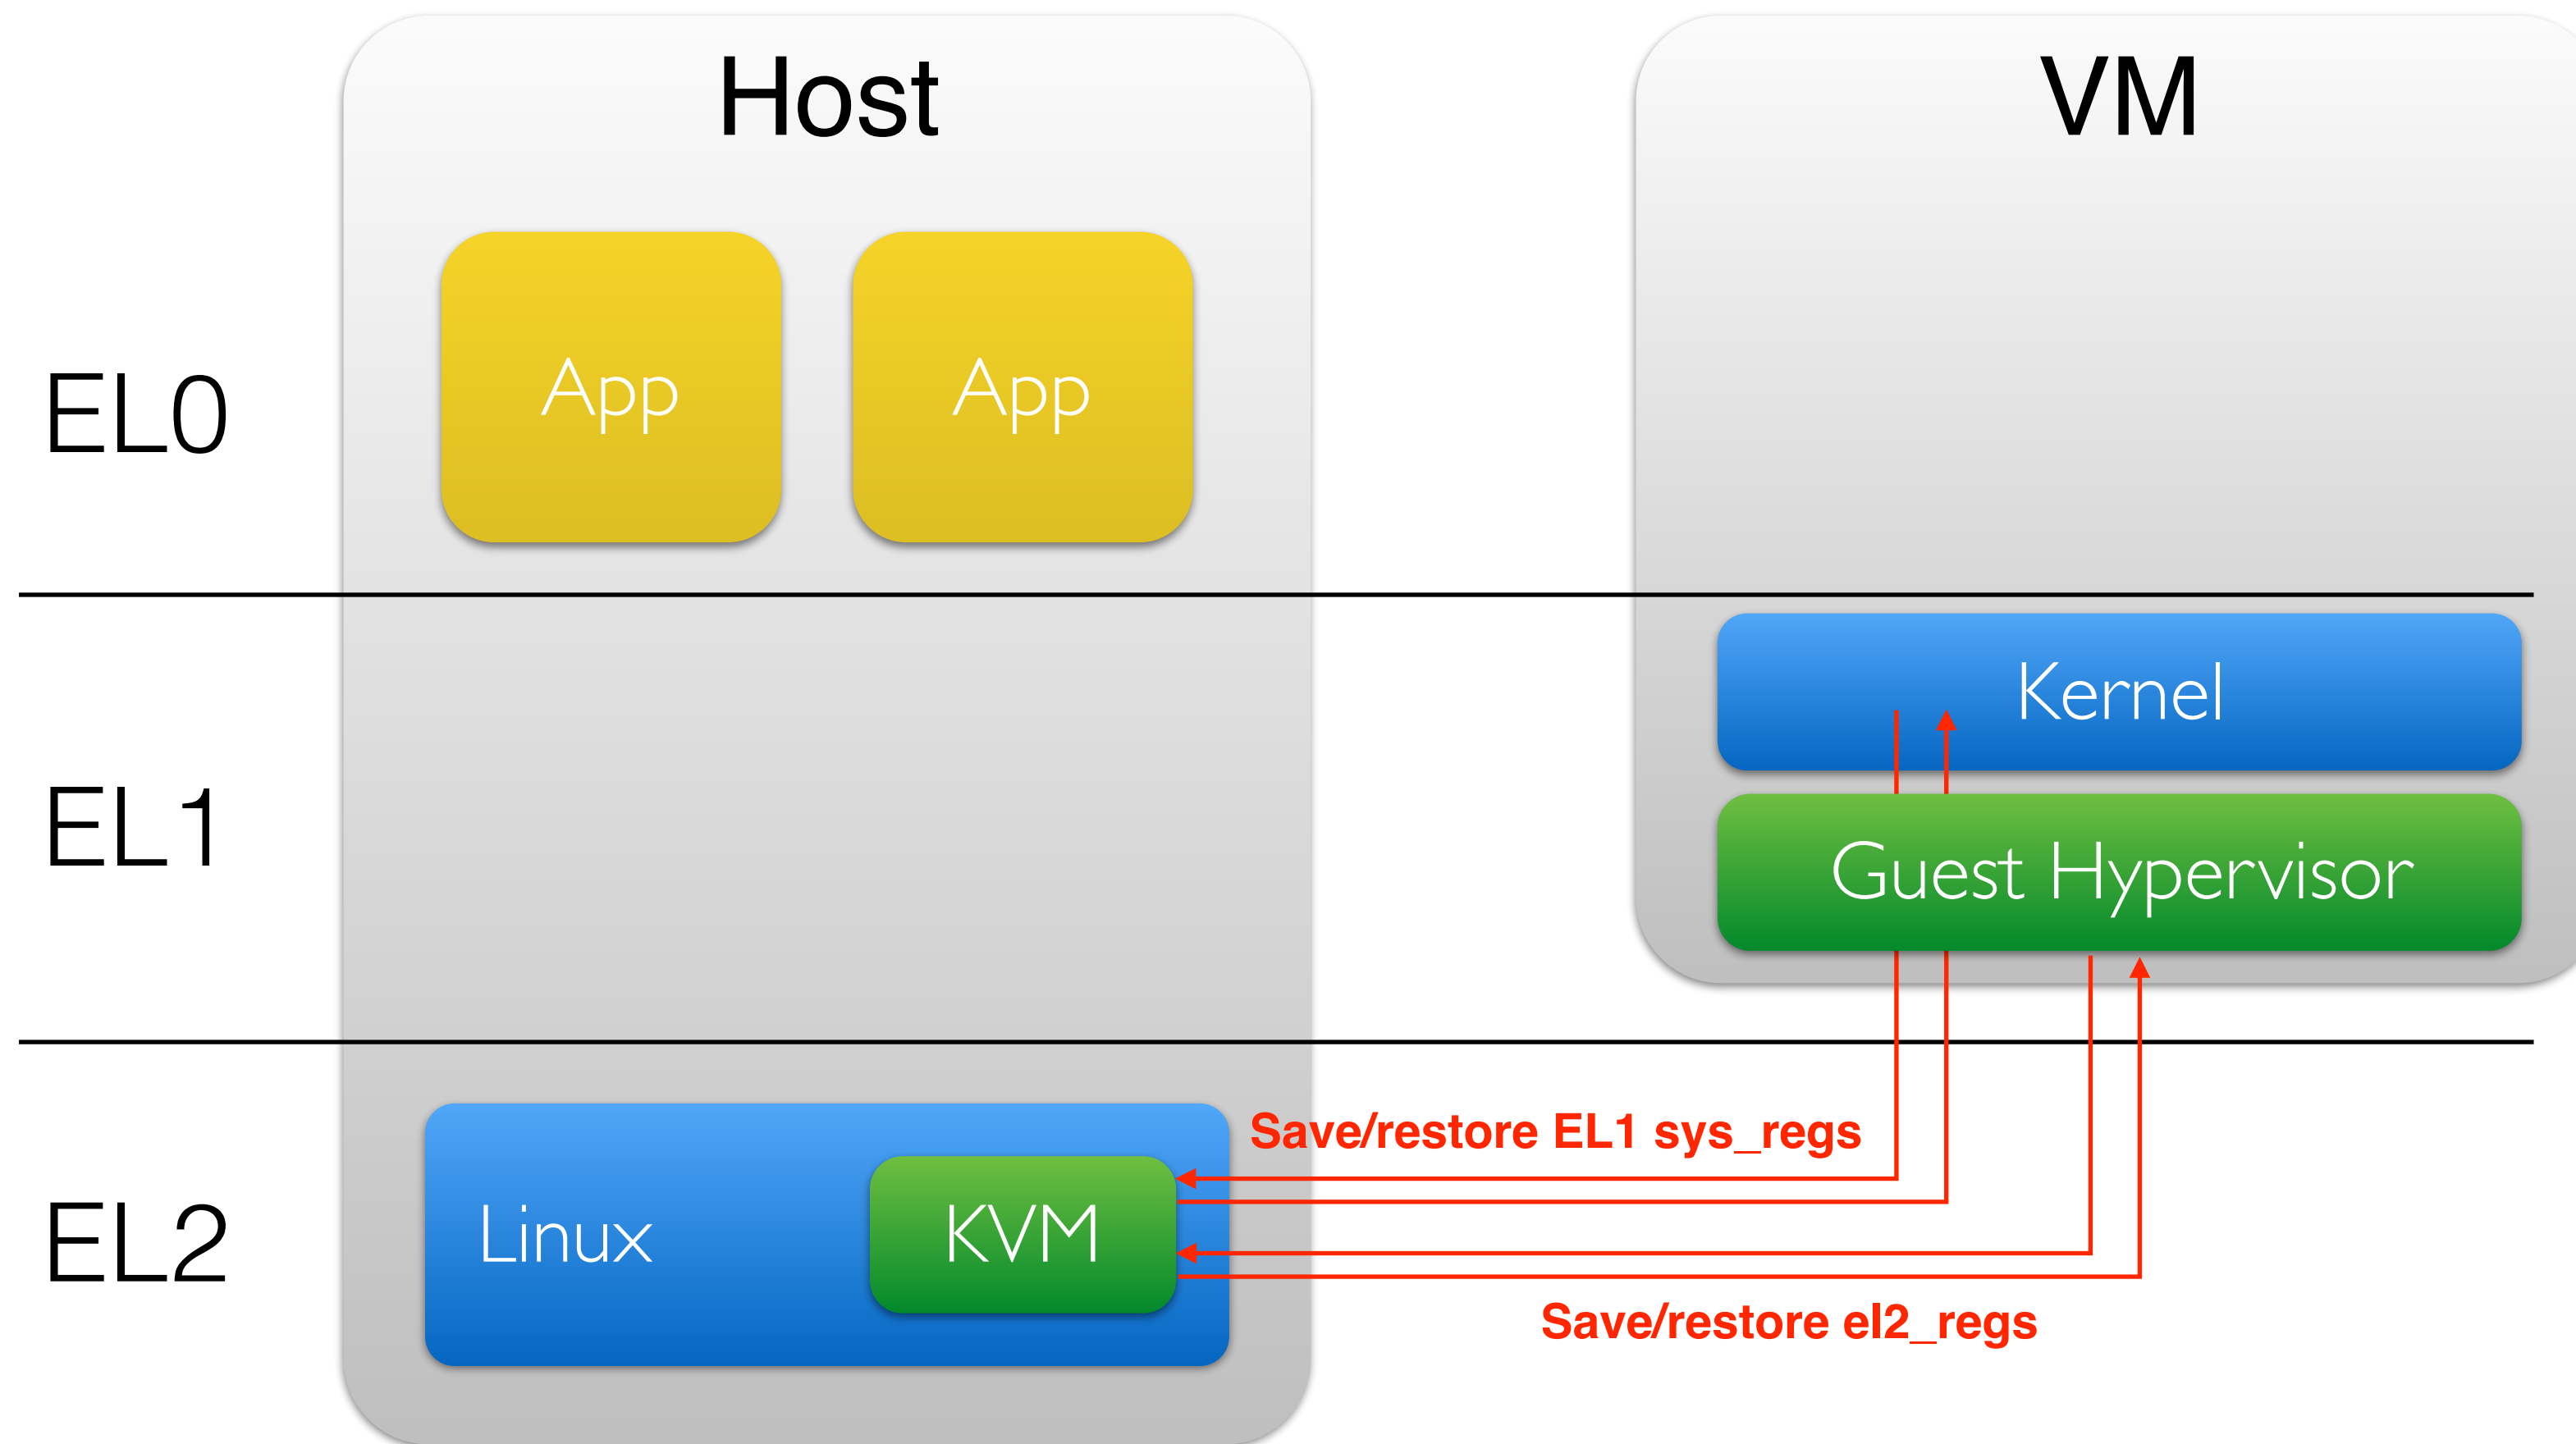 Host
VM
EL0
App
App
EL1
Kernel
Guest Hypervisor
EL2
Linux
KVM
Save/restore EL1 sys_regs
Save/restore el2_regs